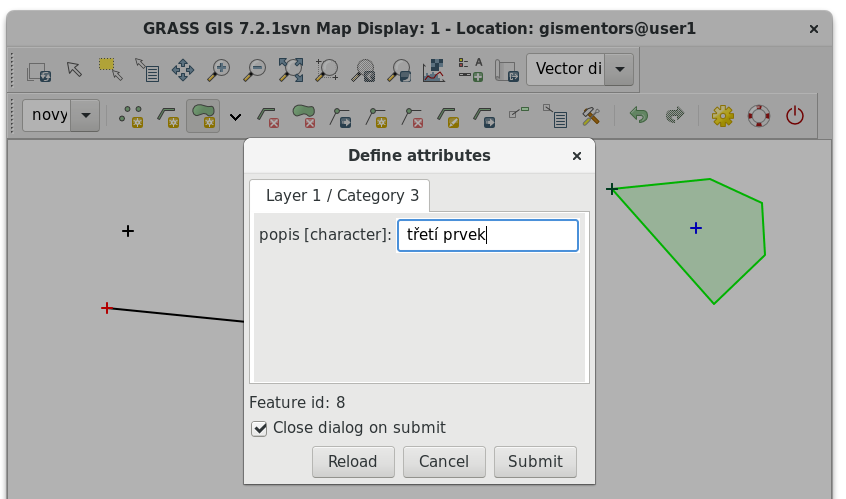 GRASS GIS 7.2.1svn Map Display: 1 - Location: gismentors@user1
Vector di
novy
Define attributes
Layer 1 / Category 3
popis [character]: třetí prvek
Feature id: 8
Close dialog on submit
Reload Cancel Submit